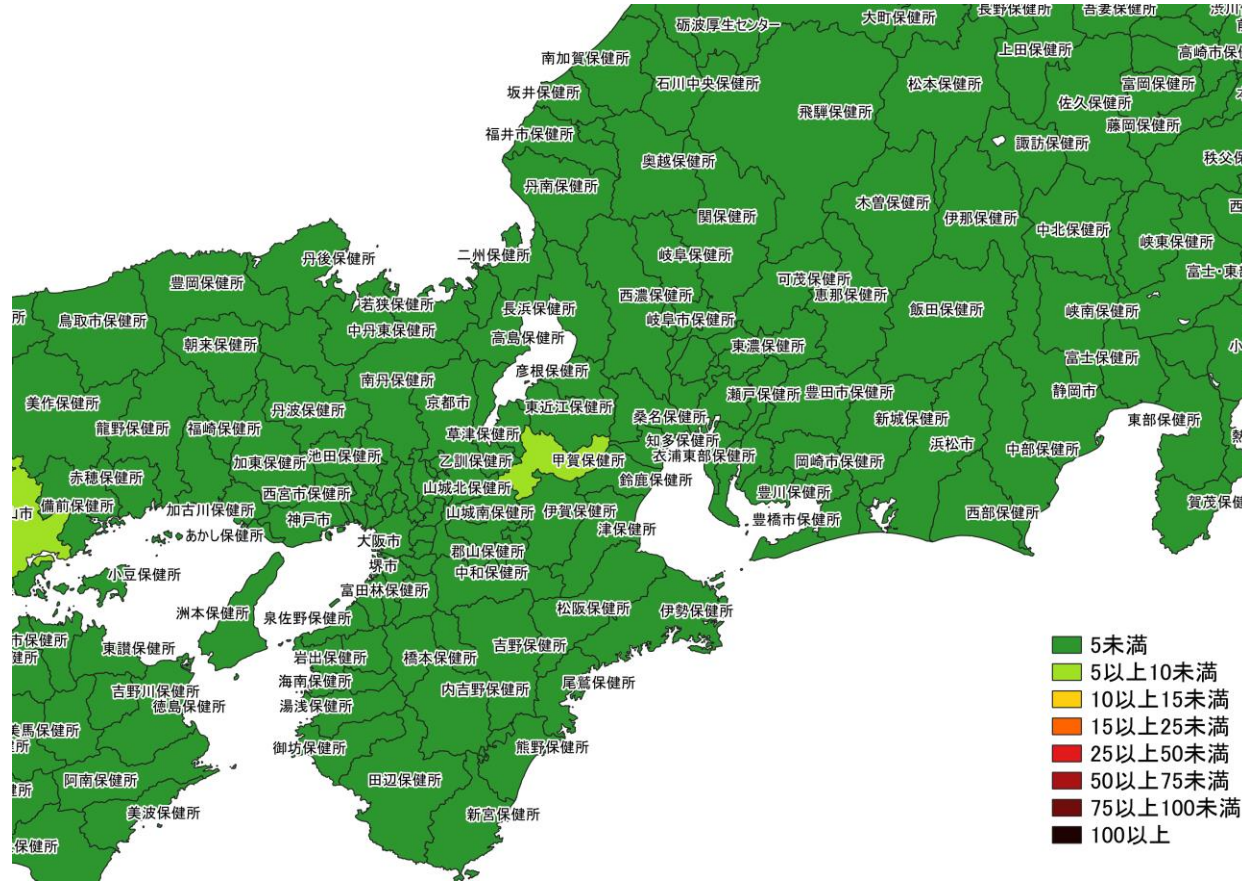 砺波厚生センター
大町保健所
長野保健所
吾妻保健所
渋川
南加賀保健所
石川中央保健所
松本保健所
上田保健所
高崎市保健
坂井保健所
飛騨保健所
佐久保健所
富岡保健所
福井市保健所
藤岡保健所
奥越保健所
諏訪保健所
秩父保
丹南保健所
関保健所
木曽保健所
伊那保健所
中北保健所
峡東保健所
西
丹後保健所
二州保健所
岐阜保健所
可茂保健所
富士・東部
豊岡保健所
若狭保健所
長浜保健所
西濃保健所
恵那保健所
飯田保健所
峡南保健所
所
鳥取市保健所
中丹東保健所
高島保健所
岐阜市保健所
朝来保健所
彦根保健所
東濃保健所
富士保健所
小
南丹保健所
美作保健所
丹波保健所
京都市
東近江保健所
瀬戸保健所
豊田市保健所
静岡市
龍野保健所
福崎保健所
草津保健所
桑名保健所
新城保健所
東部保健所
熱
加東保健所
池田保健所
乙訓保健所
甲賀保健所
知多保健所
衣浦東部保健所
岡崎市保健所
浜松市
中部保健所
赤穂保健所
西宮市保健所
山城北保健所
鈴鹿保健所
豊川保健所
賀茂保健
山市
備前保健所
加古川保健所
神戸市
山城南保健所
伊賀保健所
豊橋市保健所
西部保健所
あかし保健所
大阪市
津保健所
郡山保健所
小豆保健所
堺市
中和保健所
富田林保健所
洲本保健所
泉佐野保健所
松阪保健所
伊勢保健所
市保健所
健所
東讃保健所
岩出保健所
橋本保健所
吉野保健所
吉野川保健所
徳島保健所
海南保健所
内吉野保健所
尾鷲保健所
湯浅保健所
美馬保健所
所
御坊保健所
熊野保健所
阿南保健所
田辺保健所
健所
美波保健所
新宮保健所
保健所
5未満
5以上10未満
10以上15未満
15以上25未満
25以上50未満
50以上75未満
75以上100未満
100以上